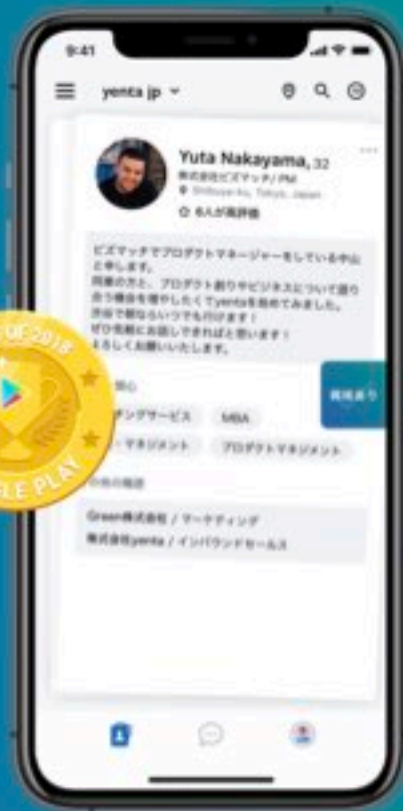 9:41
yenta jp
Yuta Nakayama, 32
株式会社ビズマッチ/ PM
Shibuya-ku, Tokyo, Japan
6人が高評価
ビズマッチでプロダクトマネージャーをしている中山
と申します。
同業の方と、プロダクト創りやビジネスについて語り
合う機会を増やしたくてyentaを始めてみました。
渋谷で朝ならいつでも行けます！
ぜひ気軽にお話しできればと思います！
よろしくお願いいたします。
関心
チングサービス
MBA
マネジメント
プロダクトマネジメント
興味あり
Green株式会社 / マーケティング
株式会社yenta / インバウンドセールス
OF 2018
GLE PLAY